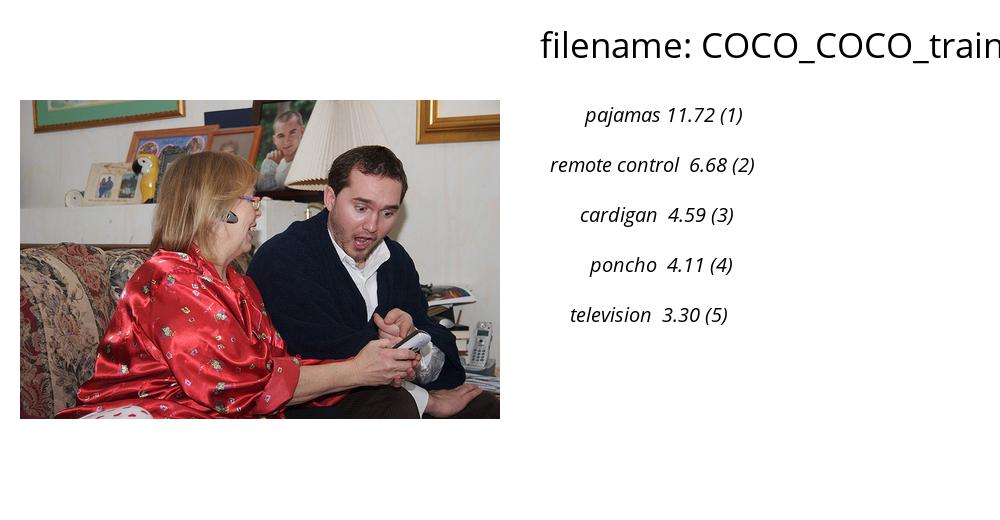 filename: COCO_COCO_train
pajamas 11.72 (1)
remote control 6.68 (2)
cardigan 4.59 (3)
poncho 4.11 (4)
television 3.30 (5)